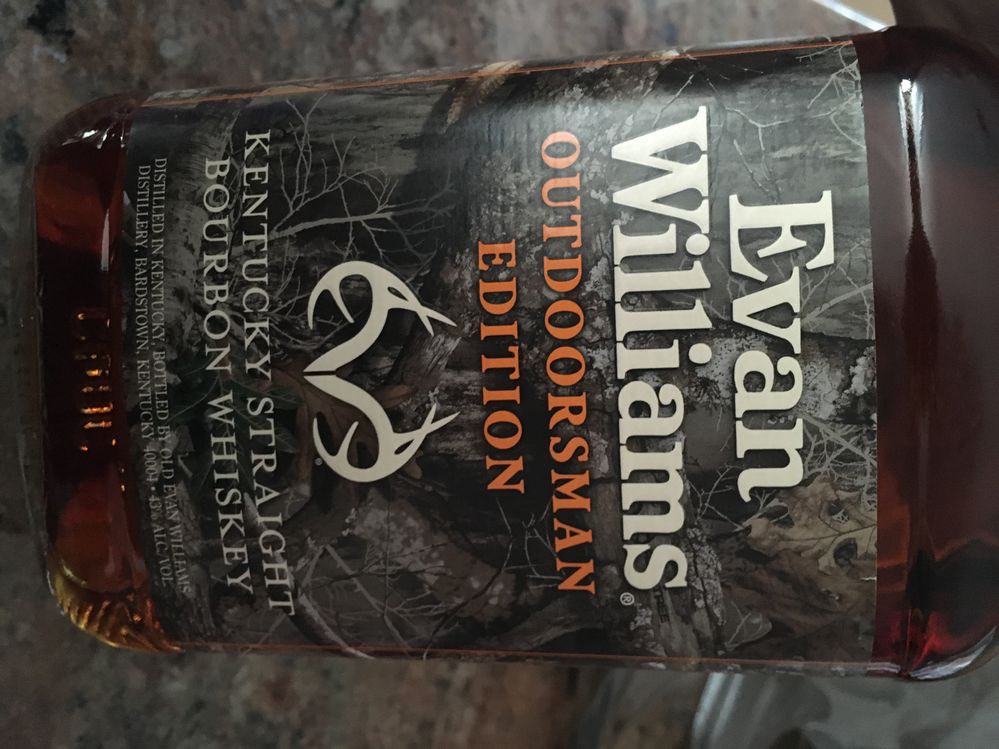 Evan
Williams®
OUTDOORSMAN
EDITION
KENTUCKY STRAIGHT
BOURBON WHISKEY
DISTILLED IN KENTUCKY, BOTTLED BY OLD EVAN WILLIAMS
DISTILLERY, BARDSTOWN, KENTUCKY 40004 • 43% ALC./VOL.